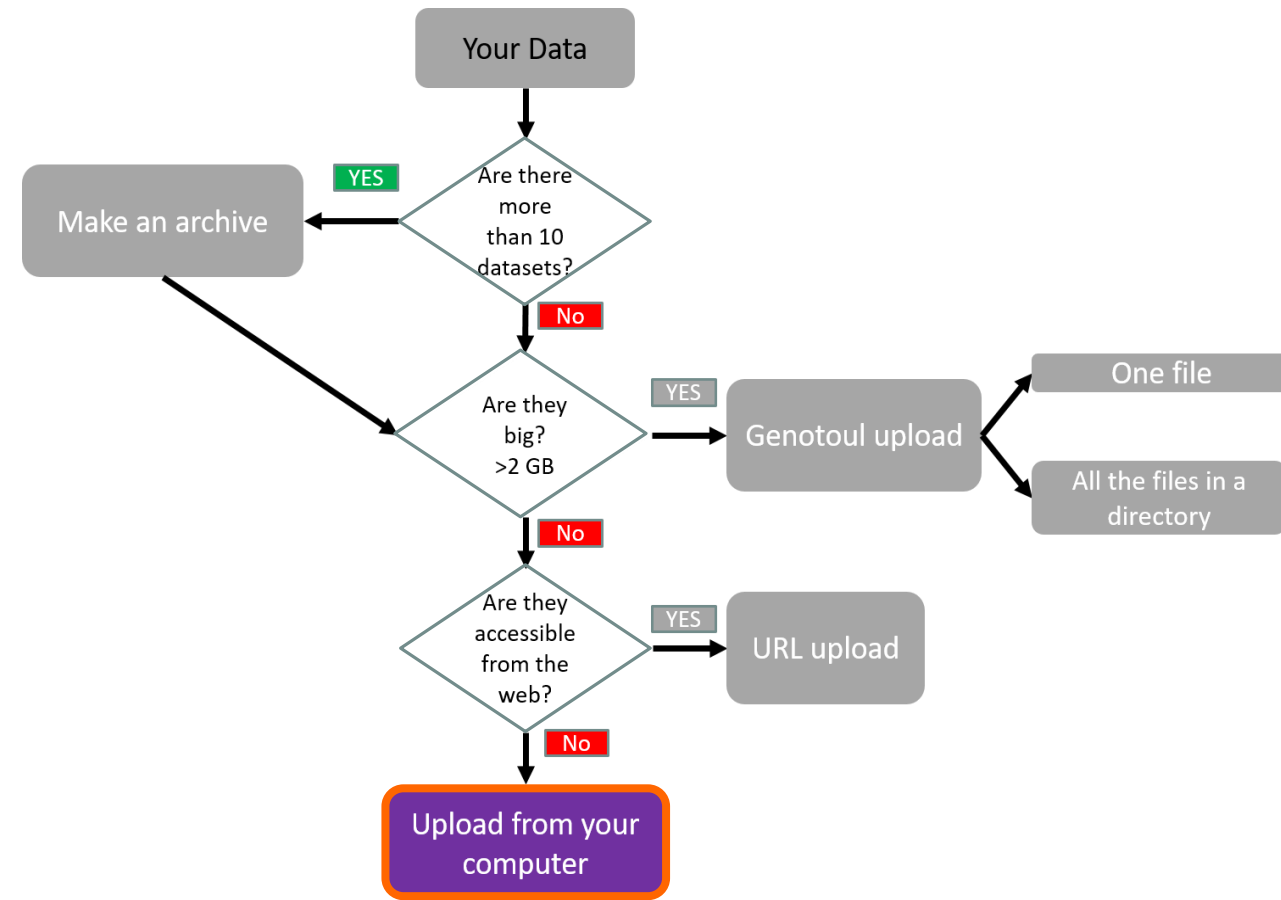 Your Data
YES
Are there
more
than 10
datasets?
Make an archive
No
Are they
big?
>2 GB
YES
Genotoul upload
One file
All the files in a
directory
No
Are they
accessible
from the
web?
YES
URL upload
No
Upload from your
computer